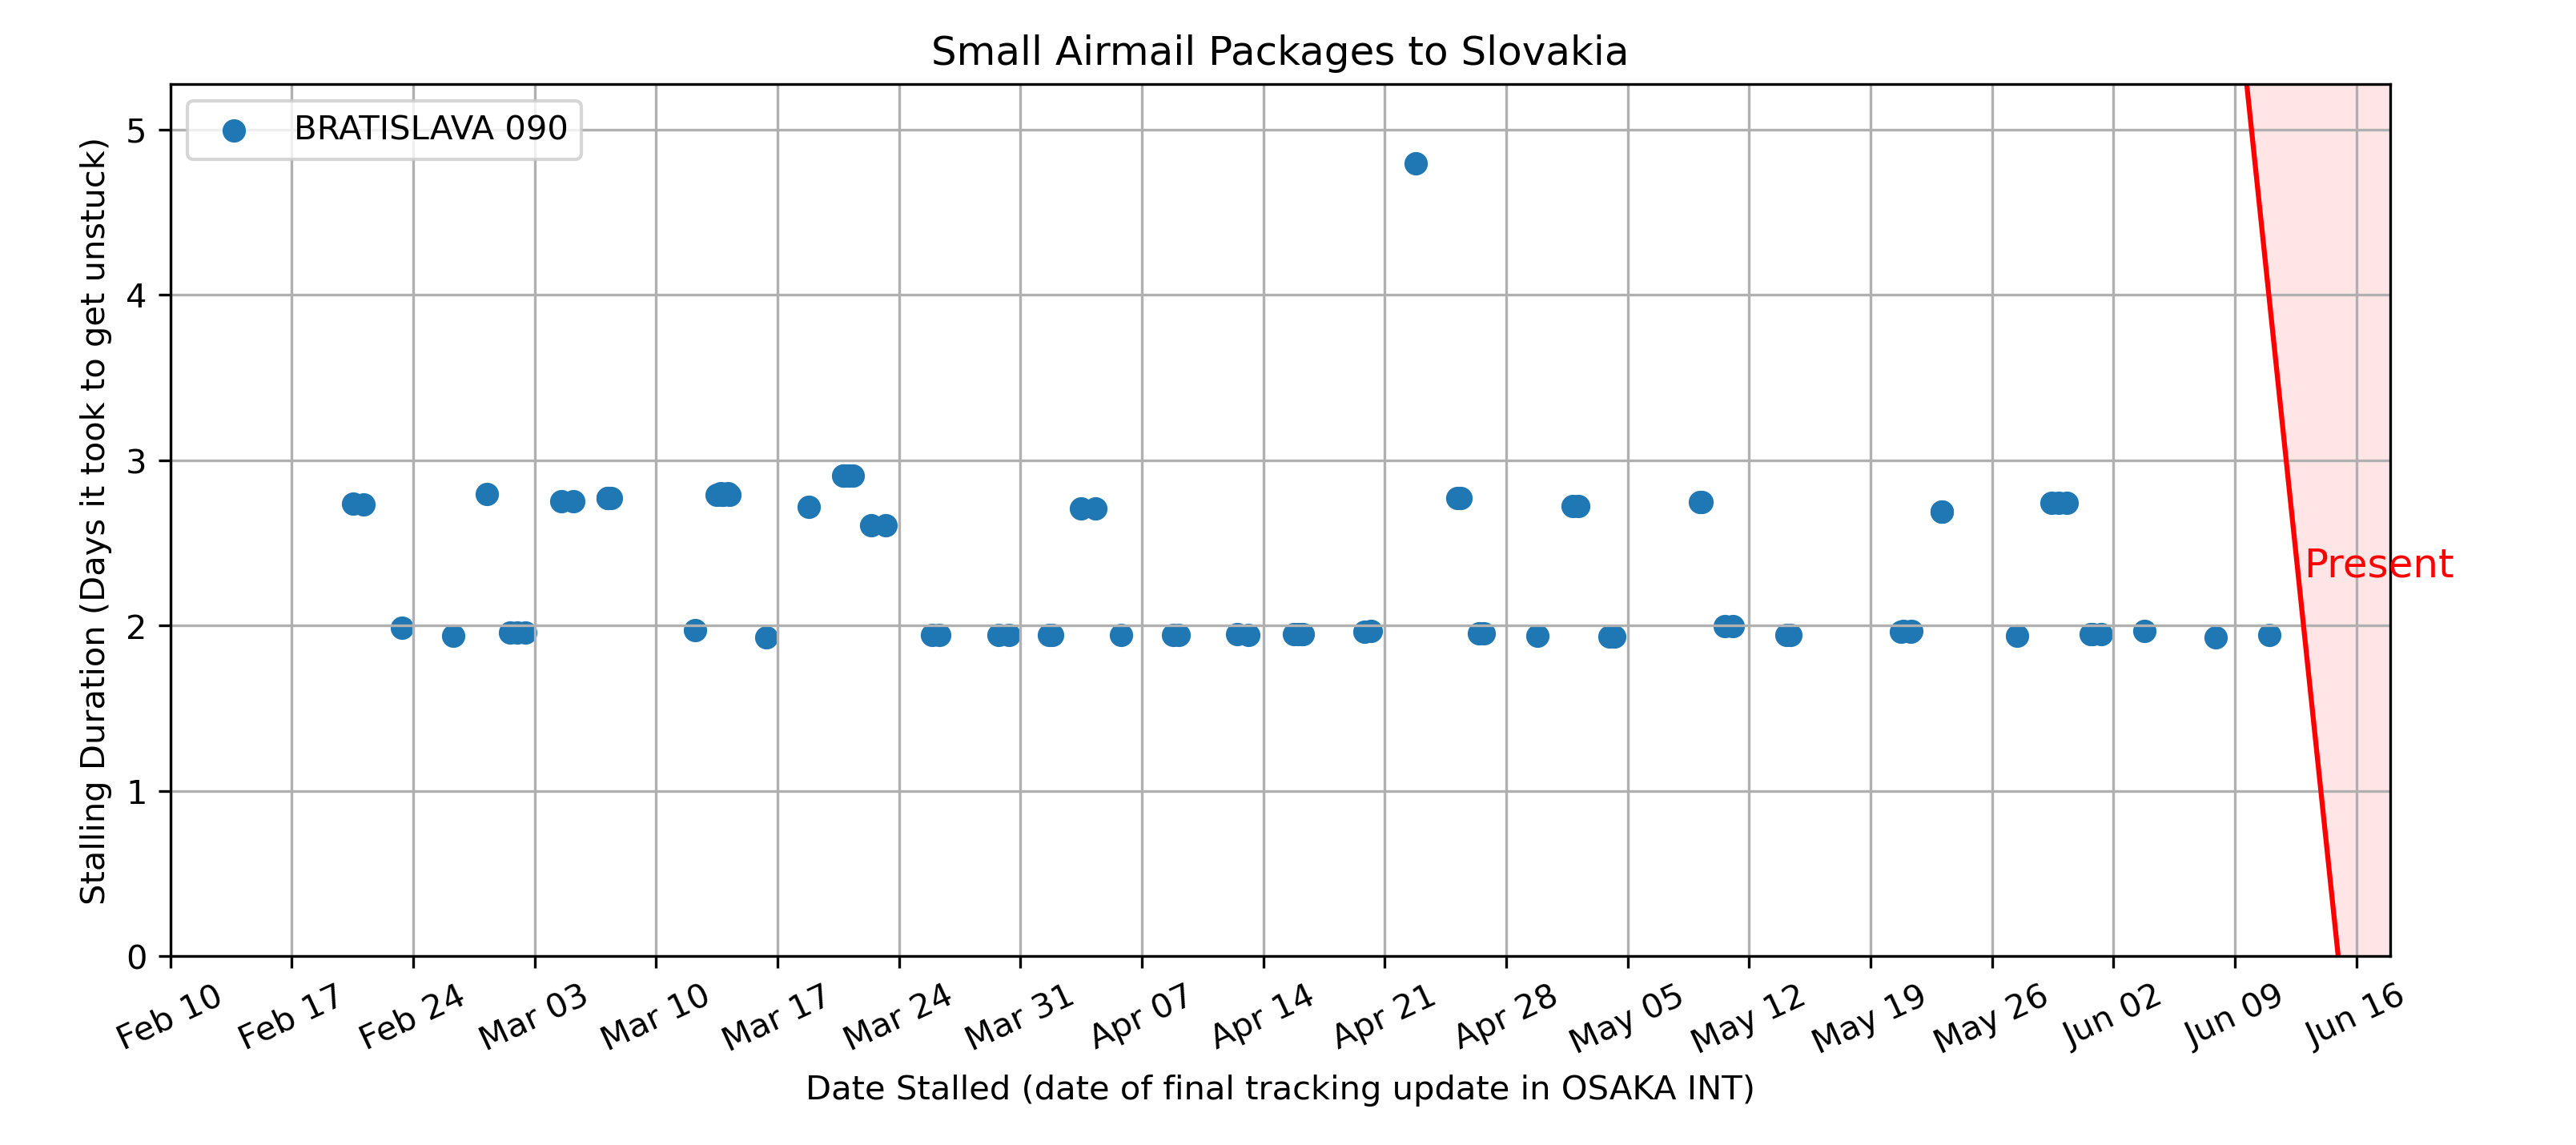 Small Airmail Packages to Slovakia
BRATISLAVA 090
Stalling Duration (Days it took to get unstuck)
5
4
3
2
1
0
Present
Feb 10
Feb 17
Feb 24
Mar 03
Mar 10
Mar 17
Mar 24
Mar 31
Apr 07
Apr 14
Apr 21
Apr 28
May 05
May 12
May 19
May 26
Jun 02
Jun 09
Jun 16
Date Stalled (date of final tracking update in OSAKA INT)